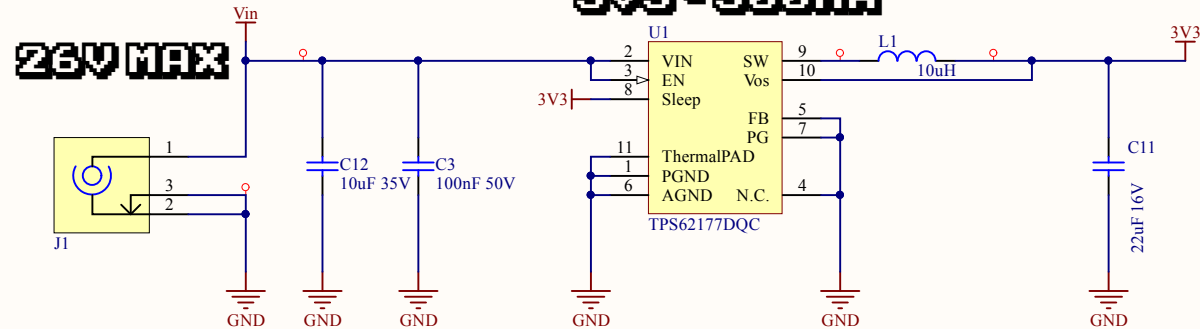 Vin
26V MAX
3V3
U1
2 VIN SW 9
3 EN Vos 10
8 Sleep
3V3
FB 5
PG 7
11 ThermalPAD
1 PGND
6 AGND N.C. 4
TPS62177DQC
L1
10uH
1
3
2
J1
C12
10uF 35V
C3
100nF 50V
C11
22uF 16V
GND GND GND GND GND GND